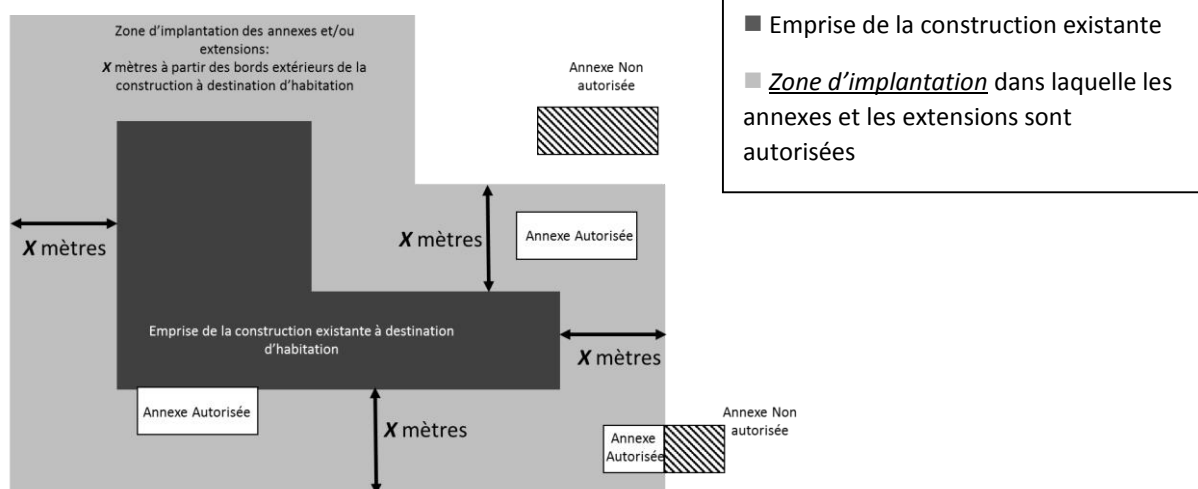 Zone d’implantation des annexes et/ou
extensions:
X mètres à partir des bords extérieurs de la
construction à destination d’habitation
Annexe Non
autorisée
X mètres
X mètres
Annexe Autorisée
Emprise de la construction existante à destination
d’habitation
X mètres
Annexe Autorisée
X mètres
Annexe
Autorisée
Annexe Non
autorisée
Emprise de la construction existante
Zone d’implantation dans laquelle les
annexes et les extensions sont
autorisées